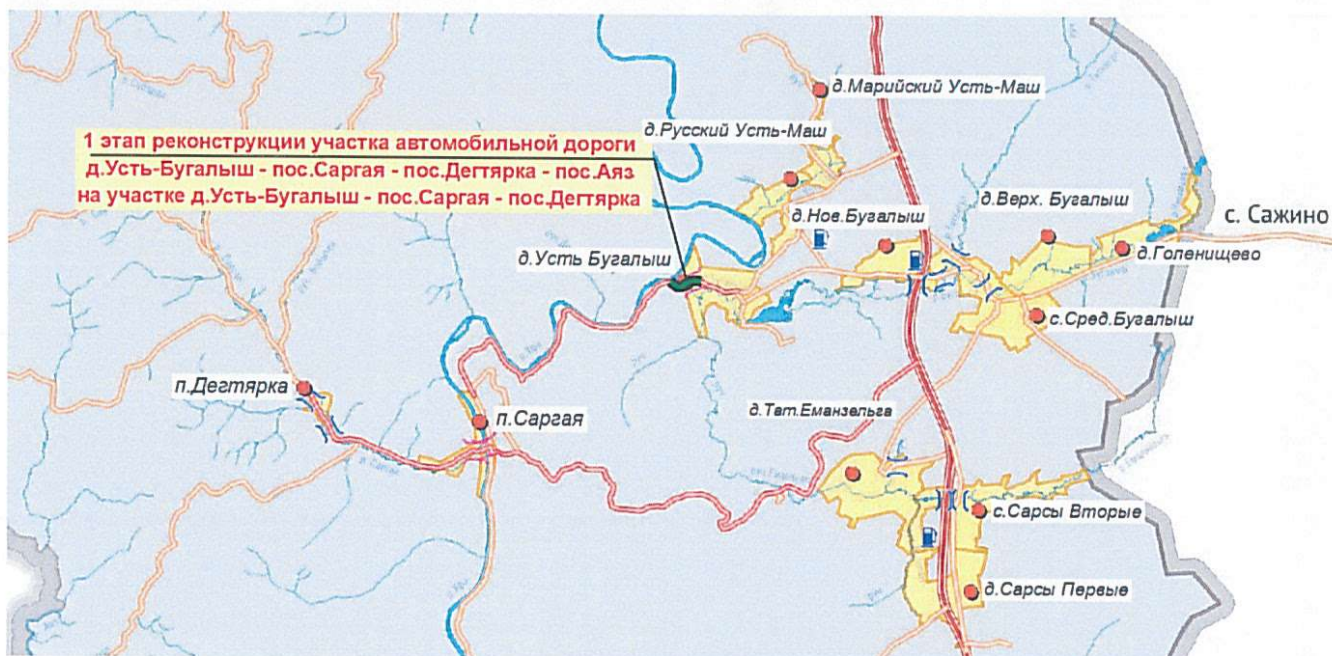 д.Марийский Усть-Маш
д.Русский Усть-Маш
1 этап реконструкции участка автомобильной дороги
д.Усть-Бугалыш - пос.Саргая - пос.Дегтярка - пос.Аяз
на участке д.Усть-Бугалыш - пос.Саргая - пос.Дегтярка
д.Нов.Бугалыш
д.Верх. Бугалыш
с. Сажино
д.Голенищево
д.Усть Бугалыш
с.Сред.Бугалыш
п.Дегтярка
п.Саргая
д.Тат.Еманзельга
с.Сарсы Вторые
д.Сарсы Первые